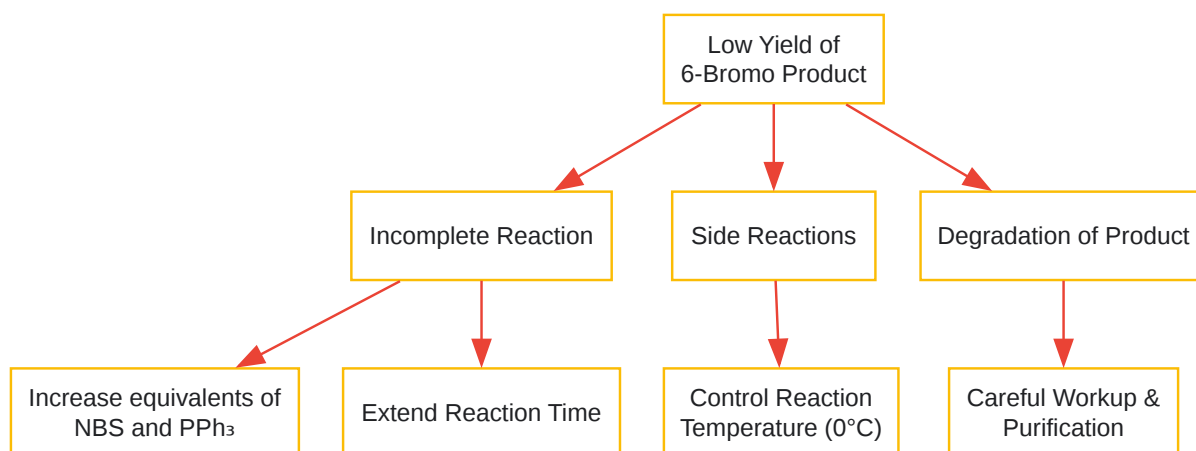 Low Yield of
6-Bromo Product
Incomplete Reaction
Side Reactions
Degradation of Product
Increase equivalents of
NBS and PPh₃
Extend Reaction Time
Control Reaction
Temperature (0°C)
Careful Workup &
Purification